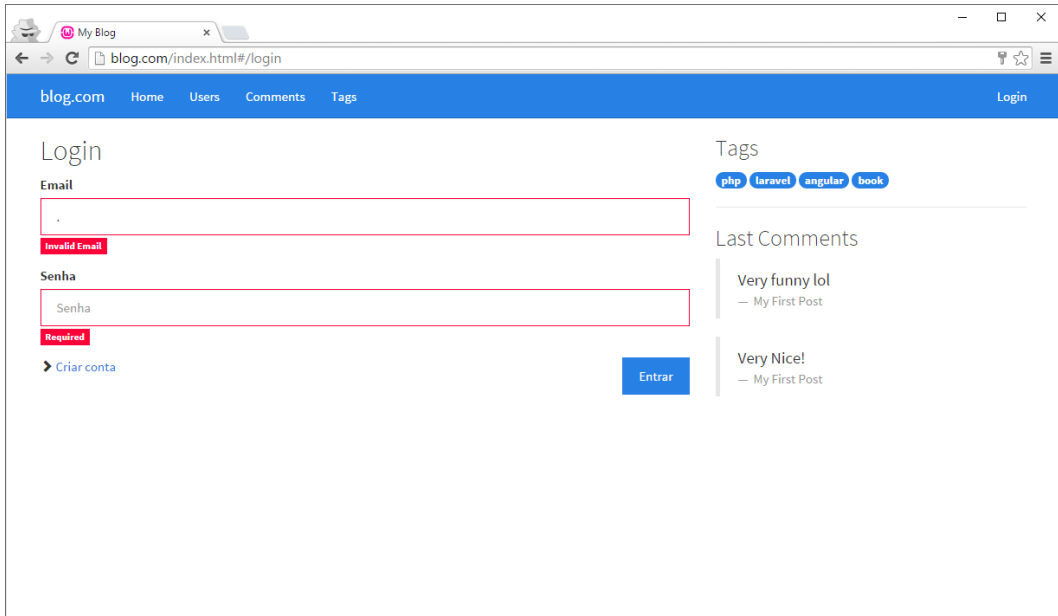 My Blog
blog.com/index.html#/login
blog.com Home Users Comments Tags Login
Login
Email
.
Invalid Email
Senha
Senha
Required
Criar conta
Entrar
Tags
php laravel angular book
Last Comments
Very funny lol
— My First Post
Very Nice!
— My First Post